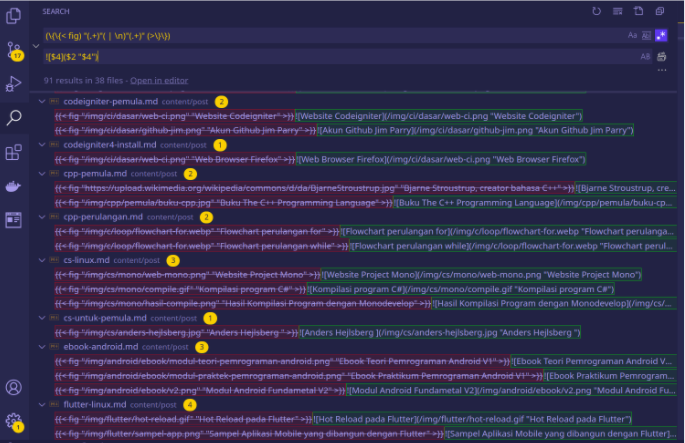 SEARCH
(\{\{< fig) "(.+)"( | \n)"(.+)" (>\}\})
Aa ab .*
![$4]($2 "$4")
AB
91 results in 38 files - Open in editor
17
codeigniter-pemula.md content/post 2
{{< fig "/img/ci/dasar/web-ci.png" "Website Codeigniter" >}}![Website Codeigniter](/img/ci/dasar/web-ci.png "Website Codeigniter")
{{< fig "/img/ci/dasar/github-jim.png" "Akun Github Jim Parry" >}}![Akun Github Jim Parry](/img/ci/dasar/github-jim.png "Akun Github Jim Parry")
codeigniter4-install.md content/post 1
{{< fig "/img/ci/dasar/web-ci.png" "Web Browser Firefox" >}}![Web Browser Firefox](/img/ci/dasar/web-ci.png "Web Browser Firefox")
cpp-pemula.md content/post 2
{{< fig "https://upload.wikimedia.org/wikipedia/commons/d/da/BjarneStroustrup.jpg" "Bjarne Stroustrup, creator bahasa C++" >}}![Bjarne Stroustrup, cre...
{{< fig "/img/cpp/pemula/buku-cpp.jpg" "Buku The C++ Programming Language" >}}![Buku The C++ Programming Language](/img/cpp/pemula/buku-cp...
cpp-perulangan.md content/post 2
{{< fig "/img/c/loop/flowchart-for.webp" "Flowchart perulangan for" >}}![Flowchart perulangan for](/img/c/loop/flowchart-for.webp "Flowchart perulanga...
{{< fig "/img/c/loop/flowchart-for.webp" "Flowchart perulangan while" >}}![Flowchart perulangan while](/img/c/loop/flowchart-for.webp "Flowchart perul...
cs-linux.md content/post 3
{{< fig "/img/cs/mono/web-mono.png" "Website Project Mono" >}}![Website Project Mono](/img/cs/mono/web-mono.png "Website Project Mono")
{{< fig "/img/cs/mono/compile.gif" "Kompilasi program C#" >}}![Kompilasi program C#](/img/cs/mono/compile.gif "Kompilasi program C#")
{{< fig "/img/cs/mono/hasil-compile.png" "Hasil Kompilasi Program dengan Monodevelop" >}}![Hasil Kompilasi Program dengan Monodevelop](/img/cs/...
cs-untuk-pemula.md content/post 1
{{< fig "/img/cs/anders-hejlsberg.jpg" "Anders Hejlsberg " >}}![Anders Hejlsberg ](/img/cs/anders-hejlsberg.jpg "Anders Hejlsberg ")
ebook-android.md content/post 3
{{< fig "/img/android/ebook/modul-teori-pemrograman-android.png" "Ebook Teori Pemrograman Android V1" >}}![Ebook Teori Pemrograman Android V...
{{< fig "/img/android/ebook/modul-praktek-pemrograman-android.png" "Ebook Praktikum Pemrograman Android V1" >}}![Ebook Praktikum Pemrogram...
{{< fig "/img/android/ebook/v2.png" "Modul Android Fundametal V2" >}}![Modul Android Fundametal V2](/img/android/ebook/v2.png "Modul Android Fu...
flutter-linux.md content/post 4
{{< fig "/img/flutter/hot-reload.gif" "Hot Reload pada Flutter" >}}![Hot Reload pada Flutter](/img/flutter/hot-reload.gif "Hot Reload pada Flutter")
{{< fig "/img/flutter/sampel-app.png" "Sampel Aplikasi Mobile yang dibangun dengan Flutter" >}}![Sampel Aplikasi Mobile yang dibangun dengan Flutter]...
1